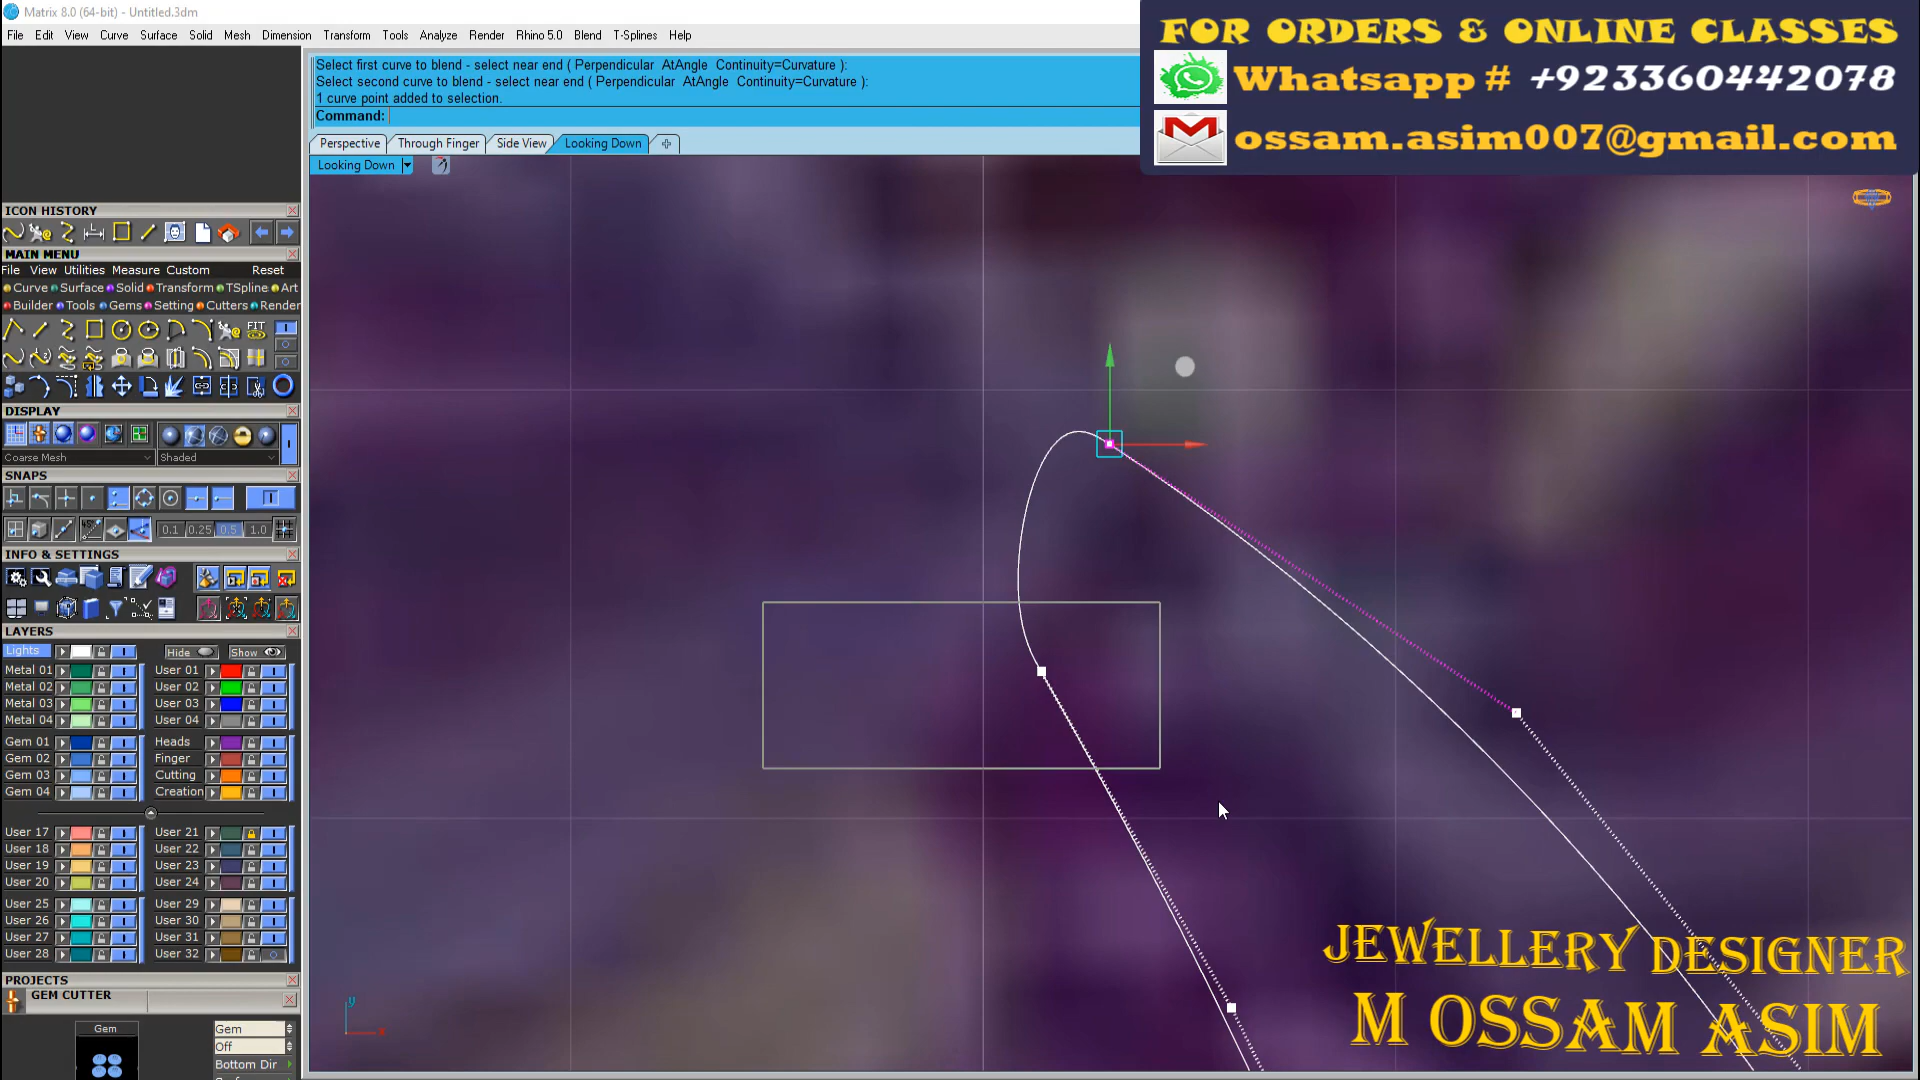 Matrix 8.0 (64-bit) - Untitled.3dm
File Edit View Curve Surface Solid Mesh Dimension Transform Tools Analyze Render Rhino 5.0 Blend T-Splines Help
FOR ORDERS & ONLINE CLASSES
Whatsapp # +923360442078
ossam.asim007@gmail.com
Select first curve to blend - select near end ( Perpendicular AtAngle Continuity=Curvature ):
Select second curve to blend - select near end ( Perpendicular AtAngle Continuity=Curvature ):
1 curve point added to selection.
Command:
Perspective Through Finger Side View Looking Down
Looking Down
ICON HISTORY
MAIN MENU
File View Utilities Measure Custom Reset
Curve Surface Solid Transform TSpline Art
Builder Tools Gems Setting Cutters Render
FIT
DISPLAY
Coarse Mesh Shaded
SNAPS
0.1 0.25 0.5 1.0
INFO & SETTINGS
LAYERS
Lights Hide Show
Metal 01 User 01
Metal 02 User 02
Metal 03 User 03
Metal 04 User 04
Gem 01 Heads
Gem 02 Finger
Gem 03 Cutting
Gem 04 Creation
User 17 User 21
User 18 User 22
User 19 User 23
User 20 User 24
User 25 User 29
User 26 User 30
User 27 User 31
User 28 User 32
PROJECTS
GEM CUTTER
Gem Gem
Off
Bottom Dir
y
x
JEWELLERY DESIGNER
M OSSAM ASIM